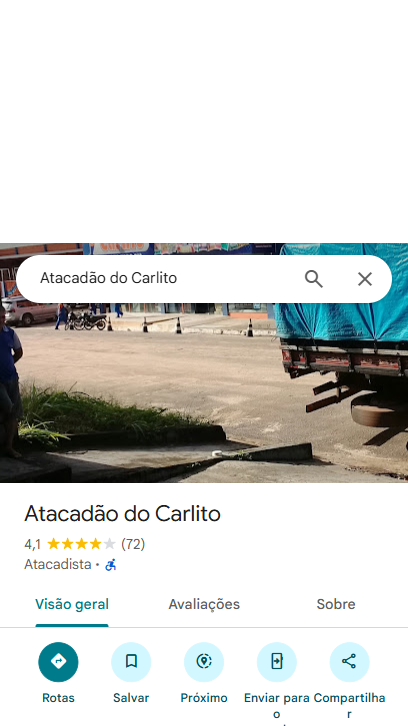 Atacadão do Carlito
Atacadão do Carlito
4,1 (72)
Atacadista ·
Visão geral
Avaliações
Sobre
Rotas
Salvar
Próximo
Enviar para
o
Compartilha
r